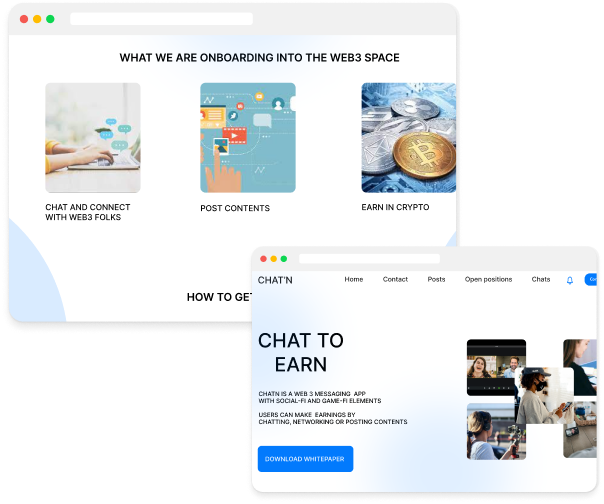 WHAT WE ARE ONBOARDING INTO THE WEB3 SPACE
CHAT AND CONNECT
WITH WEB3 FOLKS
POST CONTENTS
EARN IN CRYPTO
HOW TO GET
CHAT'N
Home
Contact
Posts
Open positions
Chats
CHAT TO
EARN
CHATN IS A WEB 3 MESSAGING APP
WITH SOCIAL-FI AND GAME-FI ELEMENTS
USERS CAN MAKE EARNINGS BY
CHATTING, NETWORKING OR POSTING CONTENTS
DOWNLOAD WHITEPAPER